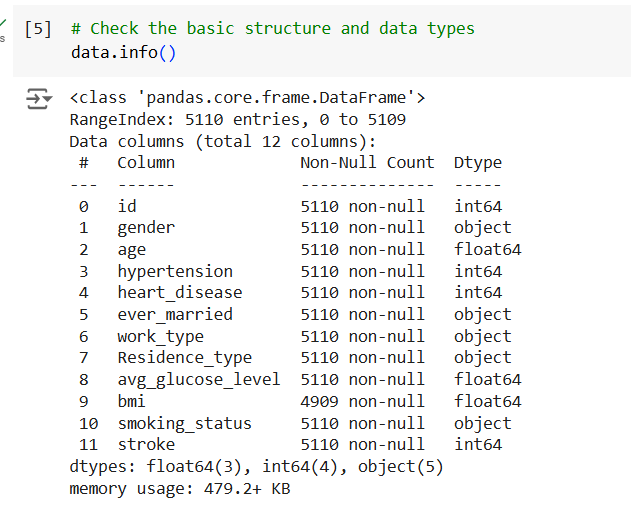 [5] # Check the basic structure and data types
data.info()
s
<class 'pandas.core.frame.DataFrame'>
RangeIndex: 5110 entries, 0 to 5109
Data columns (total 12 columns):
 #   Column             Non-Null Count  Dtype
---  ------             --------------  -----
 0   id                 5110 non-null   int64
 1   gender             5110 non-null   object
 2   age                5110 non-null   float64
 3   hypertension       5110 non-null   int64
 4   heart_disease      5110 non-null   int64
 5   ever_married       5110 non-null   object
 6   work_type          5110 non-null   object
 7   Residence_type     5110 non-null   object
 8   avg_glucose_level  5110 non-null   float64
 9   bmi                4909 non-null   float64
 10  smoking_status     5110 non-null   object
 11  stroke             5110 non-null   int64
dtypes: float64(3), int64(4), object(5)
memory usage: 479.2+ KB